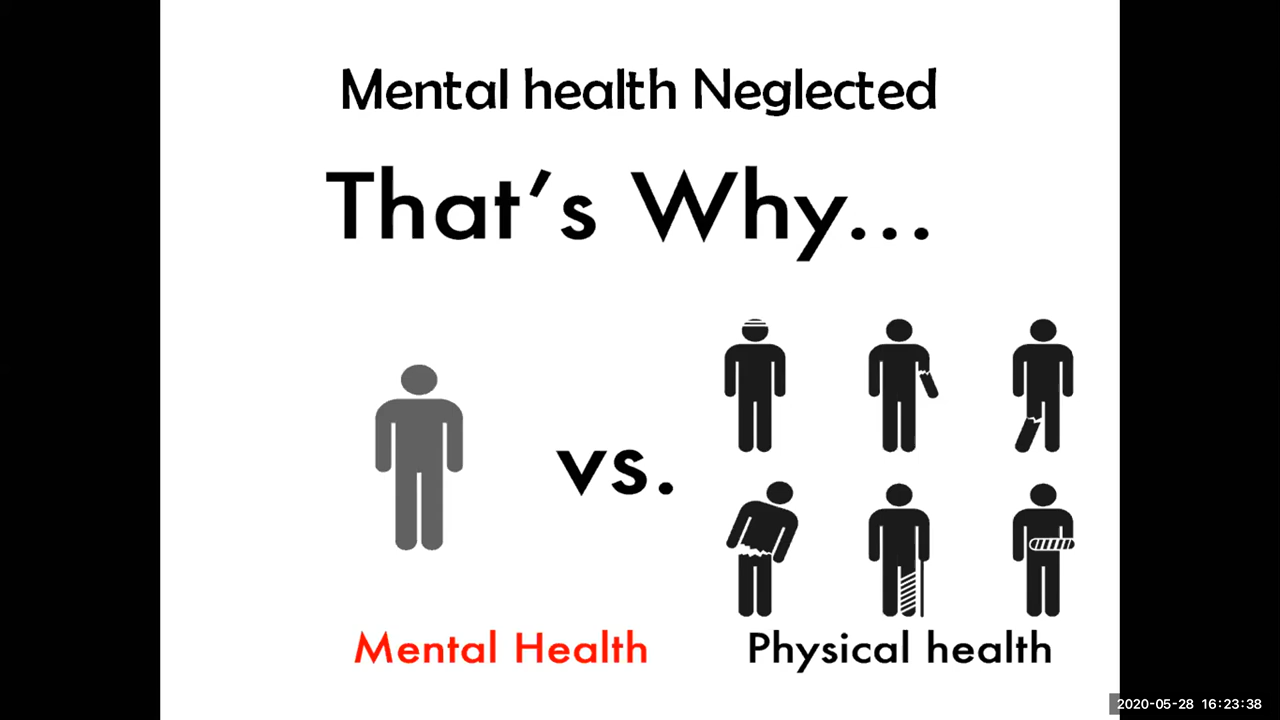 Mental health Neglected
That's Why...
vs.
Mental Health
Physical health
2020-05-28 16:23:38